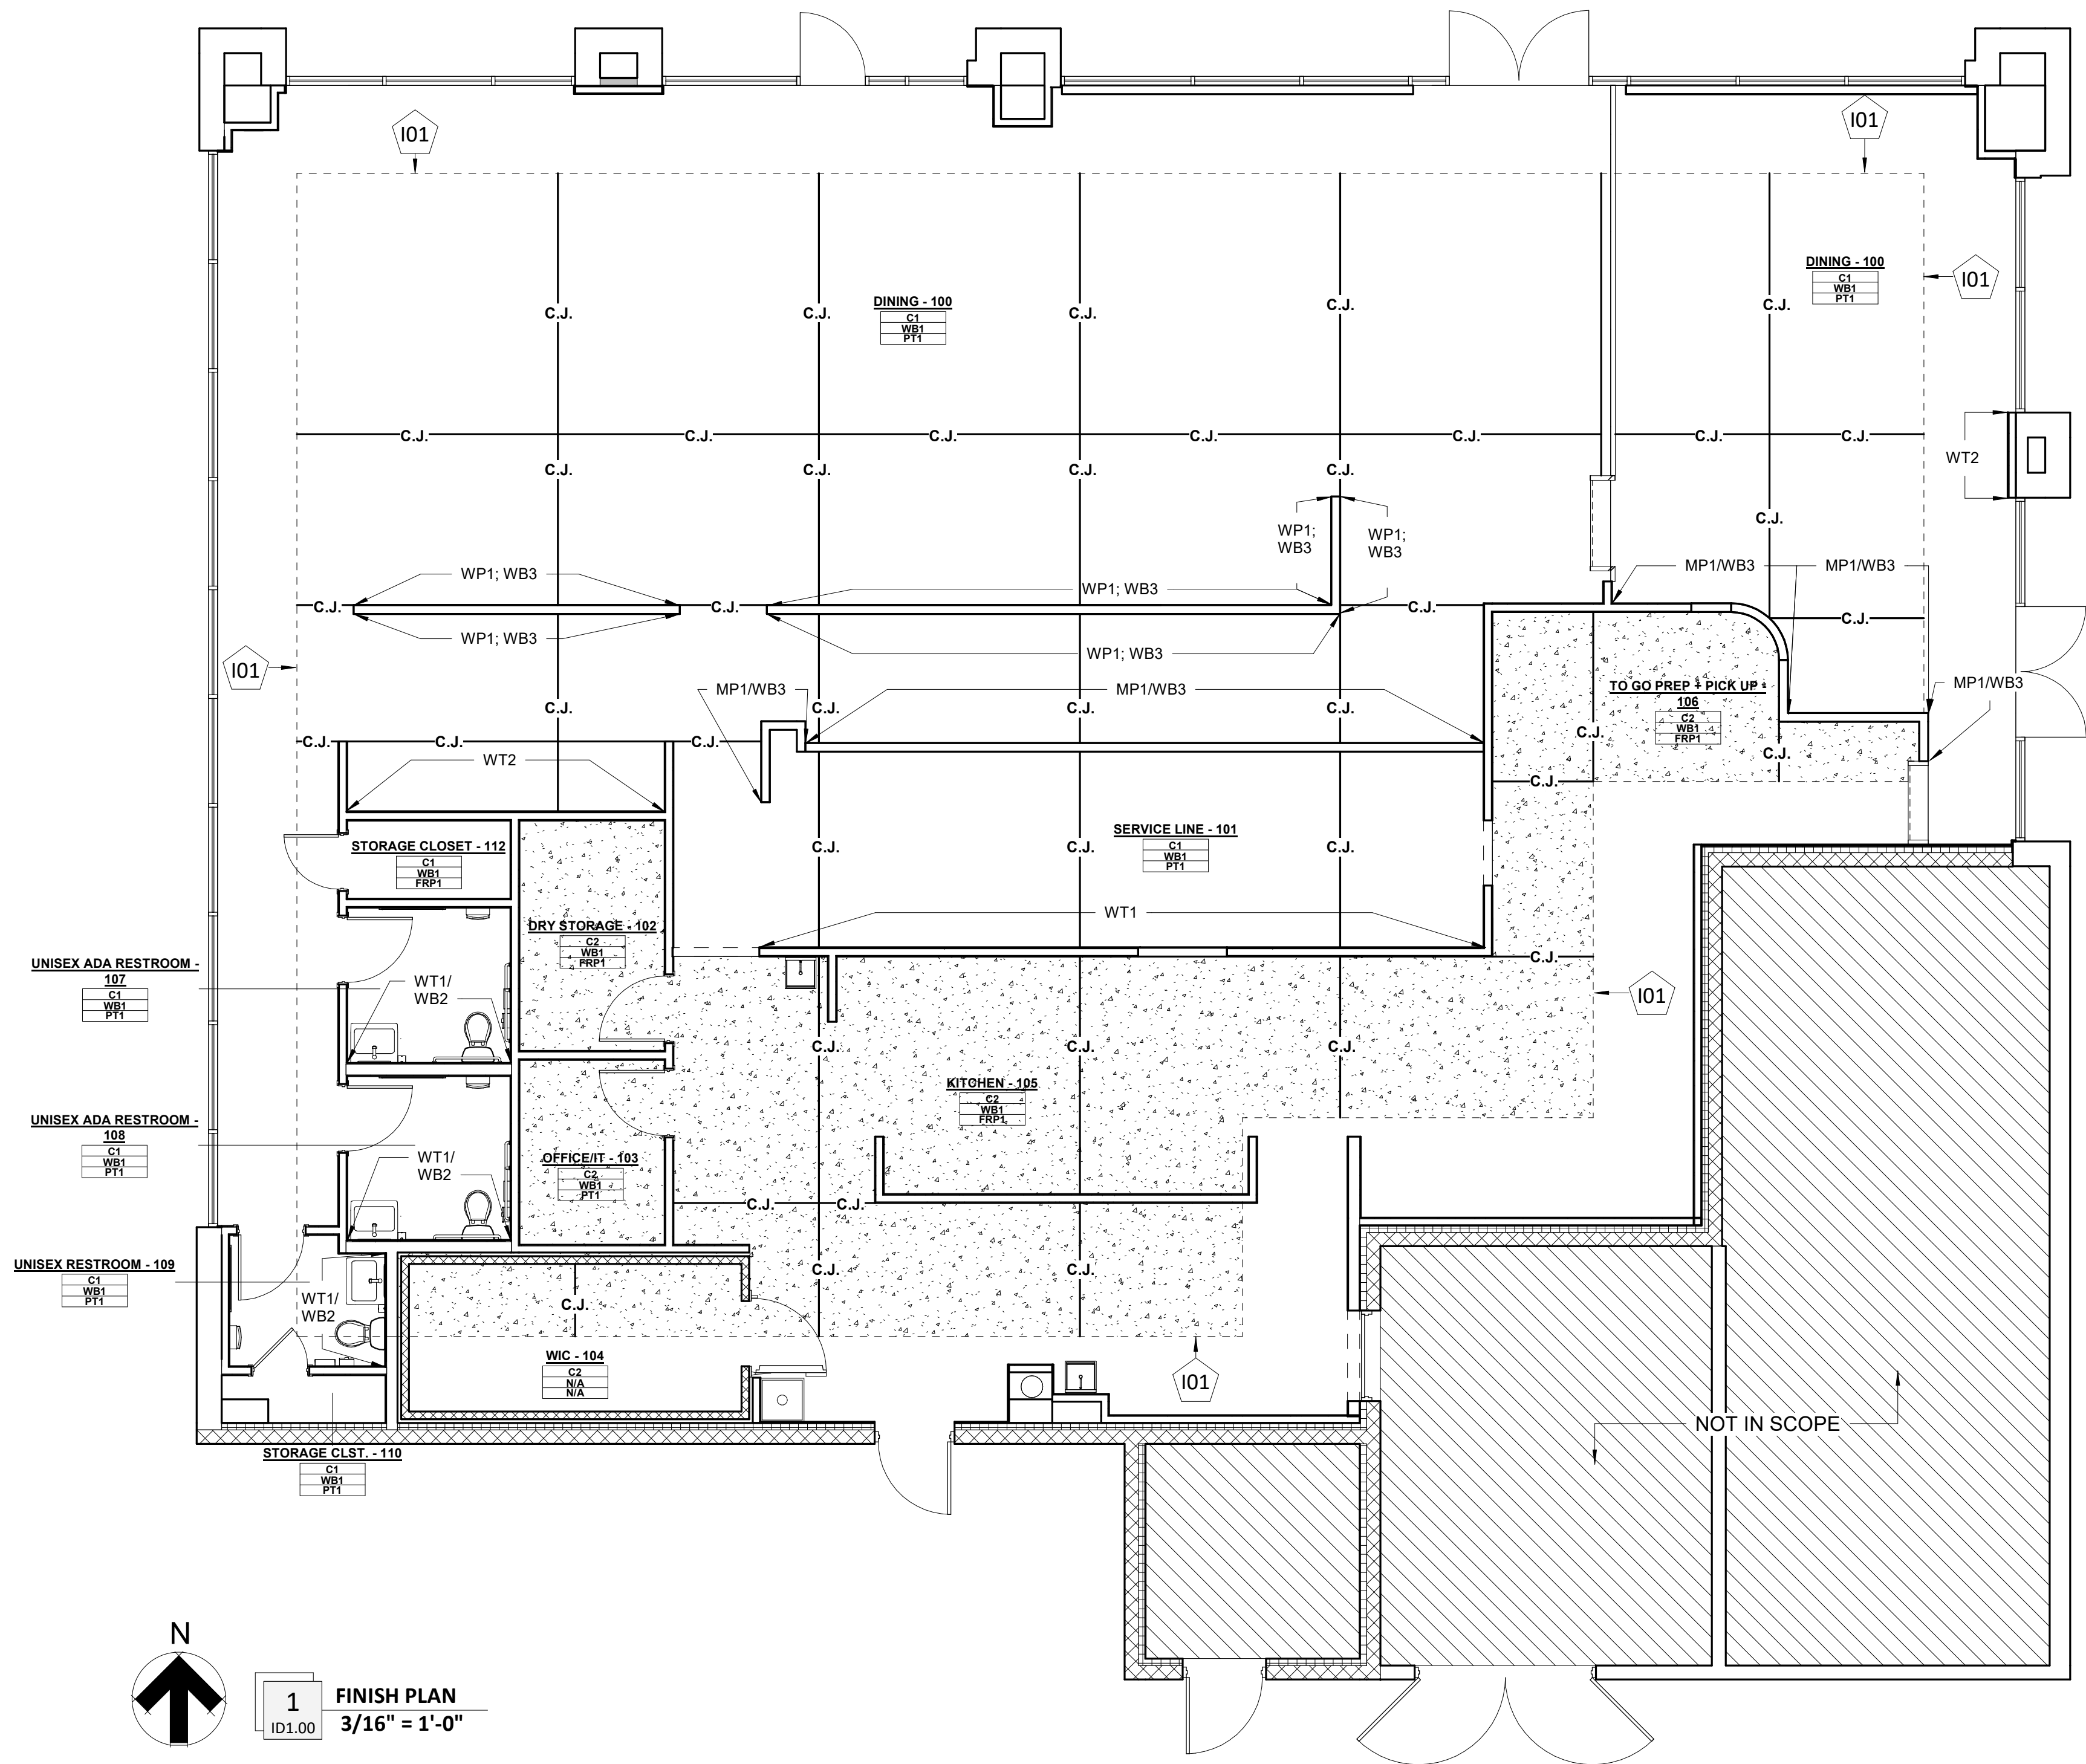 I01
I01
DINING - 100
C1
WB1
PT1
I01
DINING - 100
C1
WB1
PT1
C.J.
C.J.
C.J.
C.J.
C.J.
C.J.
C.J.
C.J.
C.J.
C.J.
C.J.
C.J.
WT2
C.J.
C.J.
C.J.
C.J.
C.J.
WP1;
WB3
WP1;
WB3
WP1; WB3
WP1; WB3
MP1/WB3
MP1/WB3
C.J.
C.J.
C.J.
C.J.
WP1; WB3
WP1; WB3
I01
MP1/WB3
MP1/WB3
TO GO PREP + PICK UP -
106
C2
WB1
FRP1
MP1/WB3
C.J.
C.J.
C.J.
C.J.
C.J.
C.J.
C.J.
C.J.
C.J.
WT2
C.J.
SERVICE LINE - 101
C1
WB1
PT1
STORAGE CLOSET - 112
C1
WB1
FRP1
C.J.
C.J.
C.J.
WT1
DRY STORAGE - 102
C2
WB1
FRP1
C.J.
UNISEX ADA RESTROOM -
107
C1
WB1
PT1
WT1/
WB2
I01
C.J.
C.J.
C.J.
KITCHEN - 105
C2
WB1
FRP1
UNISEX ADA RESTROOM -
108
C1
WB1
PT1
WT1/
WB2
OFFICE/IT - 103
C2
WB1
PT1
C.J.
C.J.
UNISEX RESTROOM - 109
C1
WB1
PT1
C.J.
C.J.
WT1/
WB2
C.J.
WIC - 104
C2
N/A
N/A
I01
NOT IN SCOPE
STORAGE CLST. - 110
C1
WB1
PT1
N
1
ID1.00
FINISH PLAN
3/16" = 1'-0"